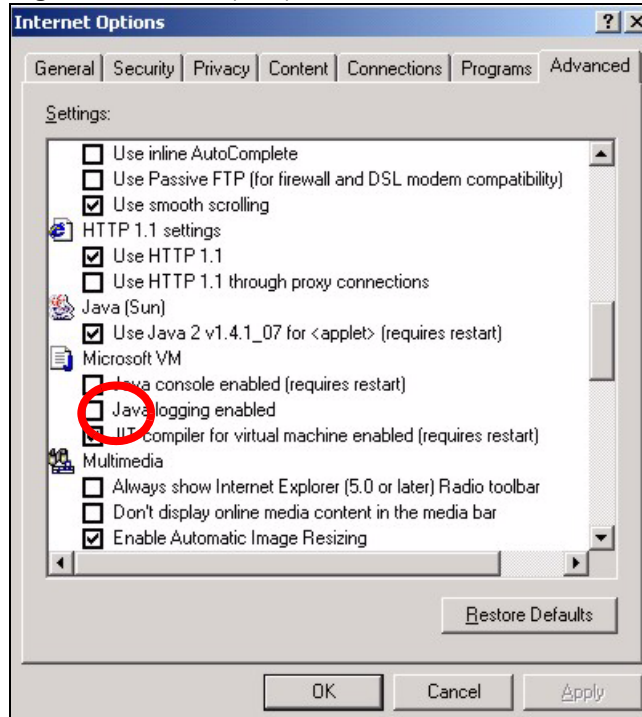 Internet Options
General Security Privacy Content Connections Programs Advanced
Settings:
Use inline AutoComplete
Use Passive FTP (for firewall and DSL modem compatibility)
Use smooth scrolling
HTTP 1.1 settings
Use HTTP 1.1
Use HTTP 1.1 through proxy connections
Java (Sun)
Use Java 2 v1.4.1_07 for <applet> (requires restart)
Microsoft VM
Java console enabled (requires restart)
Java logging enabled
JIT compiler for virtual machine enabled (requires restart)
Multimedia
Always show Internet Explorer (5.0 or later) Radio toolbar
Don't display online media content in the media bar
Enable Automatic Image Resizing
Restore Defaults
OK Cancel Apply